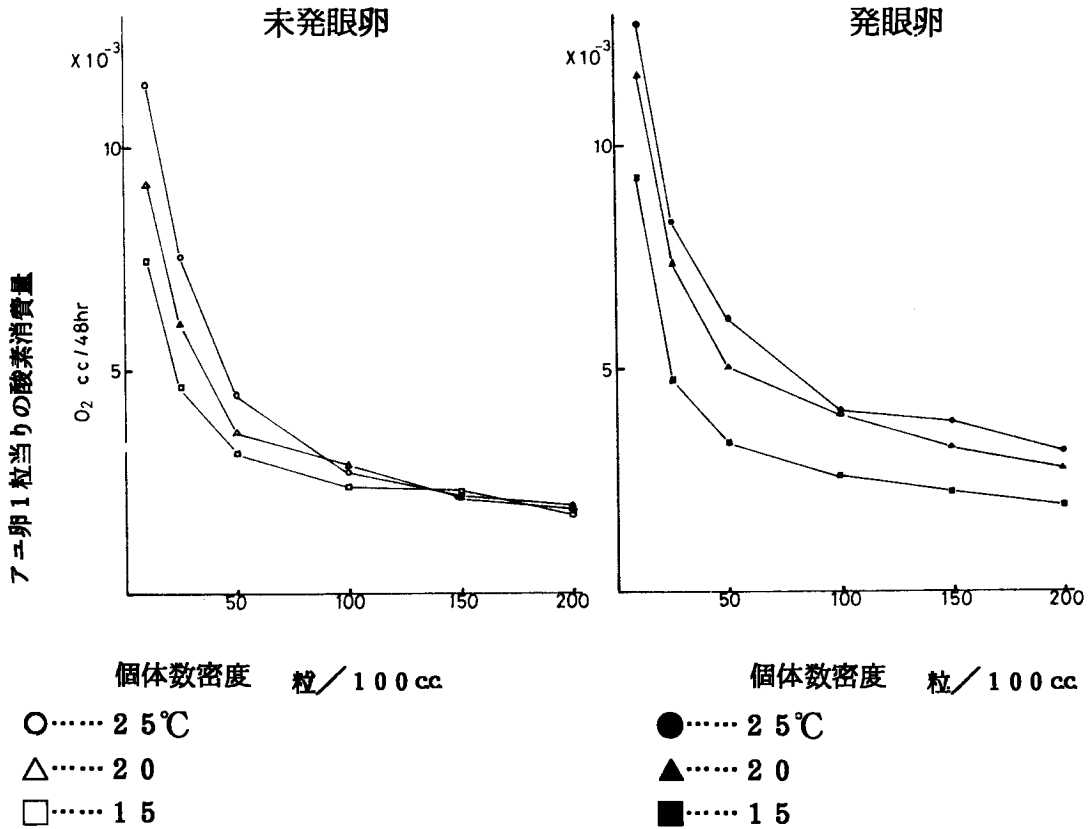 未発眼卵
×10⁻³
10
5
アユ卵1粒当りの酸素消費量
O₂ cc/48hr
50 100 150 200
個体数密度 粒/100cc
○……25℃
△……20
□……15
発眼卵
×10⁻³
10
5
50 100 150 200
個体数密度 粒/100cc
●……25℃
▲……20
■……15